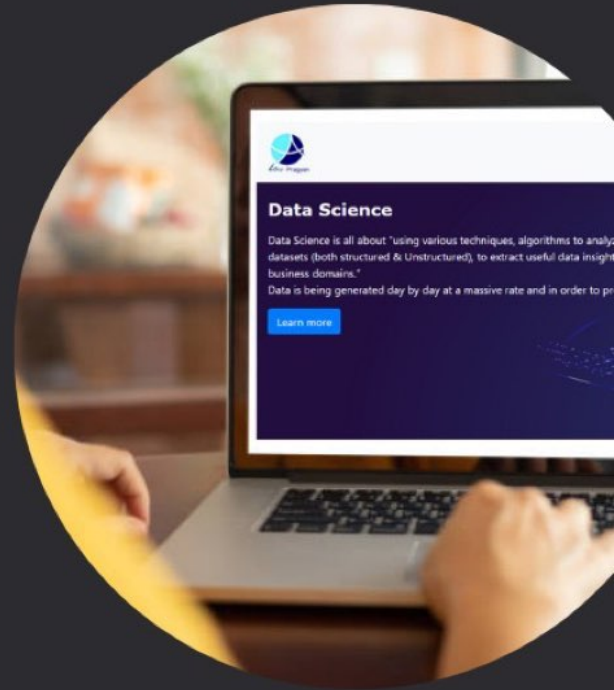 Data Science
Data Science is all about "using various techniques, algorithms to analyz
datasets (both structured & Unstructured), to extract useful data insight
business domains."
Data is being generated day by day at a massive rate and in order to pr
Learn more